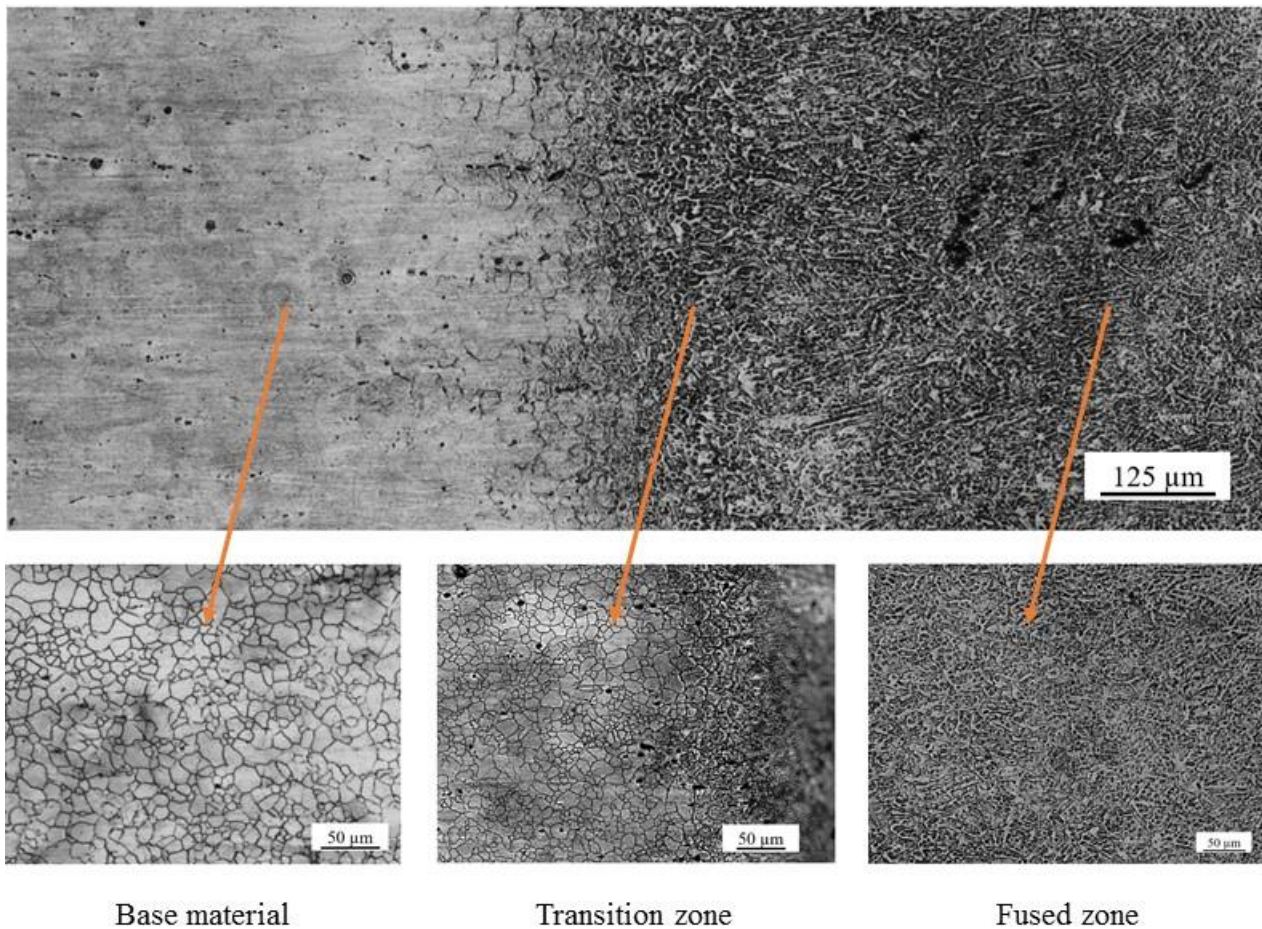 125 µm
50 µm
50 µm
50 µm
Base material
Transition zone
Fused zone